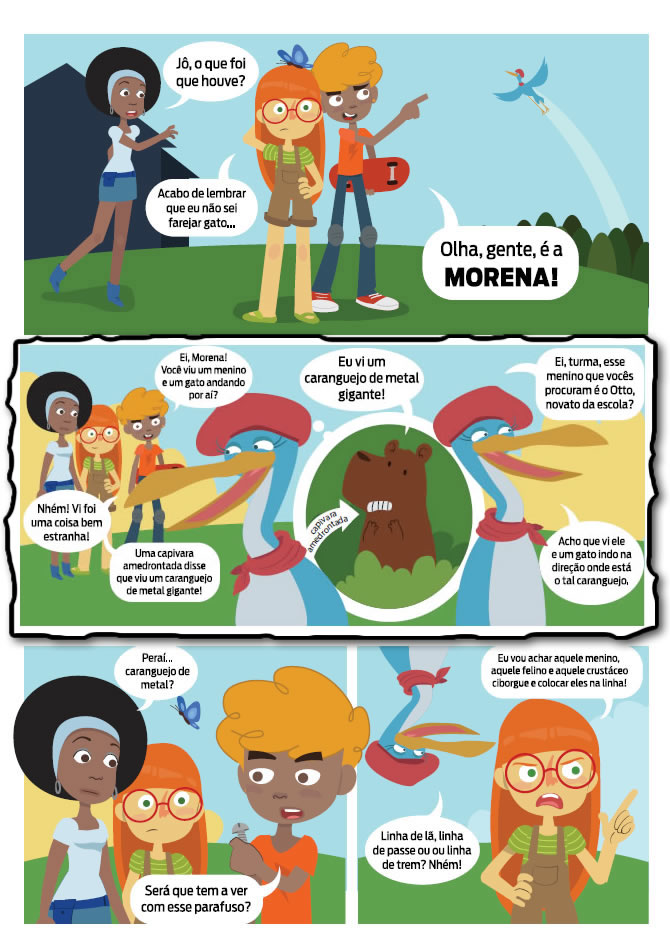 Jô, o que foi
que houve?
Acabo de lembrar
que eu não sei
farejar gato...
Olha, gente, é a
MORENA!
Ei, Morena!
Você viu um menino
e um gato andando
por aí?
Nhém! Vi foi
uma coisa bem
estranha!
Uma capivara
amedrontada disse
que viu um caranguejo
de metal gigante!
Eu vi um
caranguejo de metal
gigante!
capivara
amedrontada
Ei, turma, esse
menino que vocês
procuram é o Otto,
novato da escola?
Acho que vi ele
e um gato indo na
direção onde está
o tal caranguejo.
Peraí...
caranguejo de
metal?
Será que tem a ver
com esse parafuso?
Eu vou achar aquele menino,
aquele felino e aquele crustáceo
ciborgue e colocar eles na linha!
Linha de lá, linha
de passe ou ou linha
de trem? Nhém!